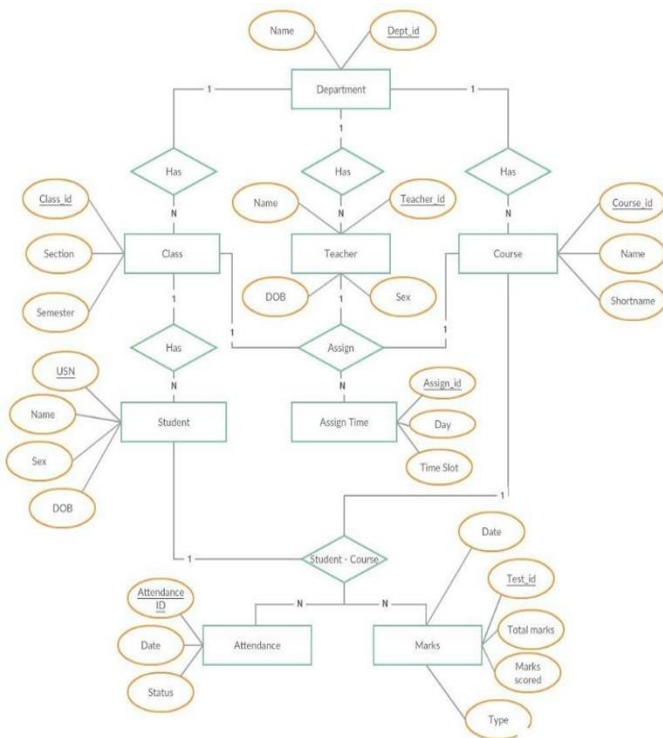 Name
Dept_id
Department
1
1
1
Has
Has
Has
N
N
N
Class_id
Name
Teacher_id
Course_id
Section
Class
Teacher
Course
Name
Semester
DOB
Sex
Shortname
1
1
1
1
Has
Assign
USN
N
N
Assign_id
Name
Student
Assign Time
Day
Sex
Time Slot
DOB
1
Date
1
Student - Course
Attendance
ID
Test_id
N
N
Total marks
Date
Attendance
Marks
Marks
scored
Status
Type